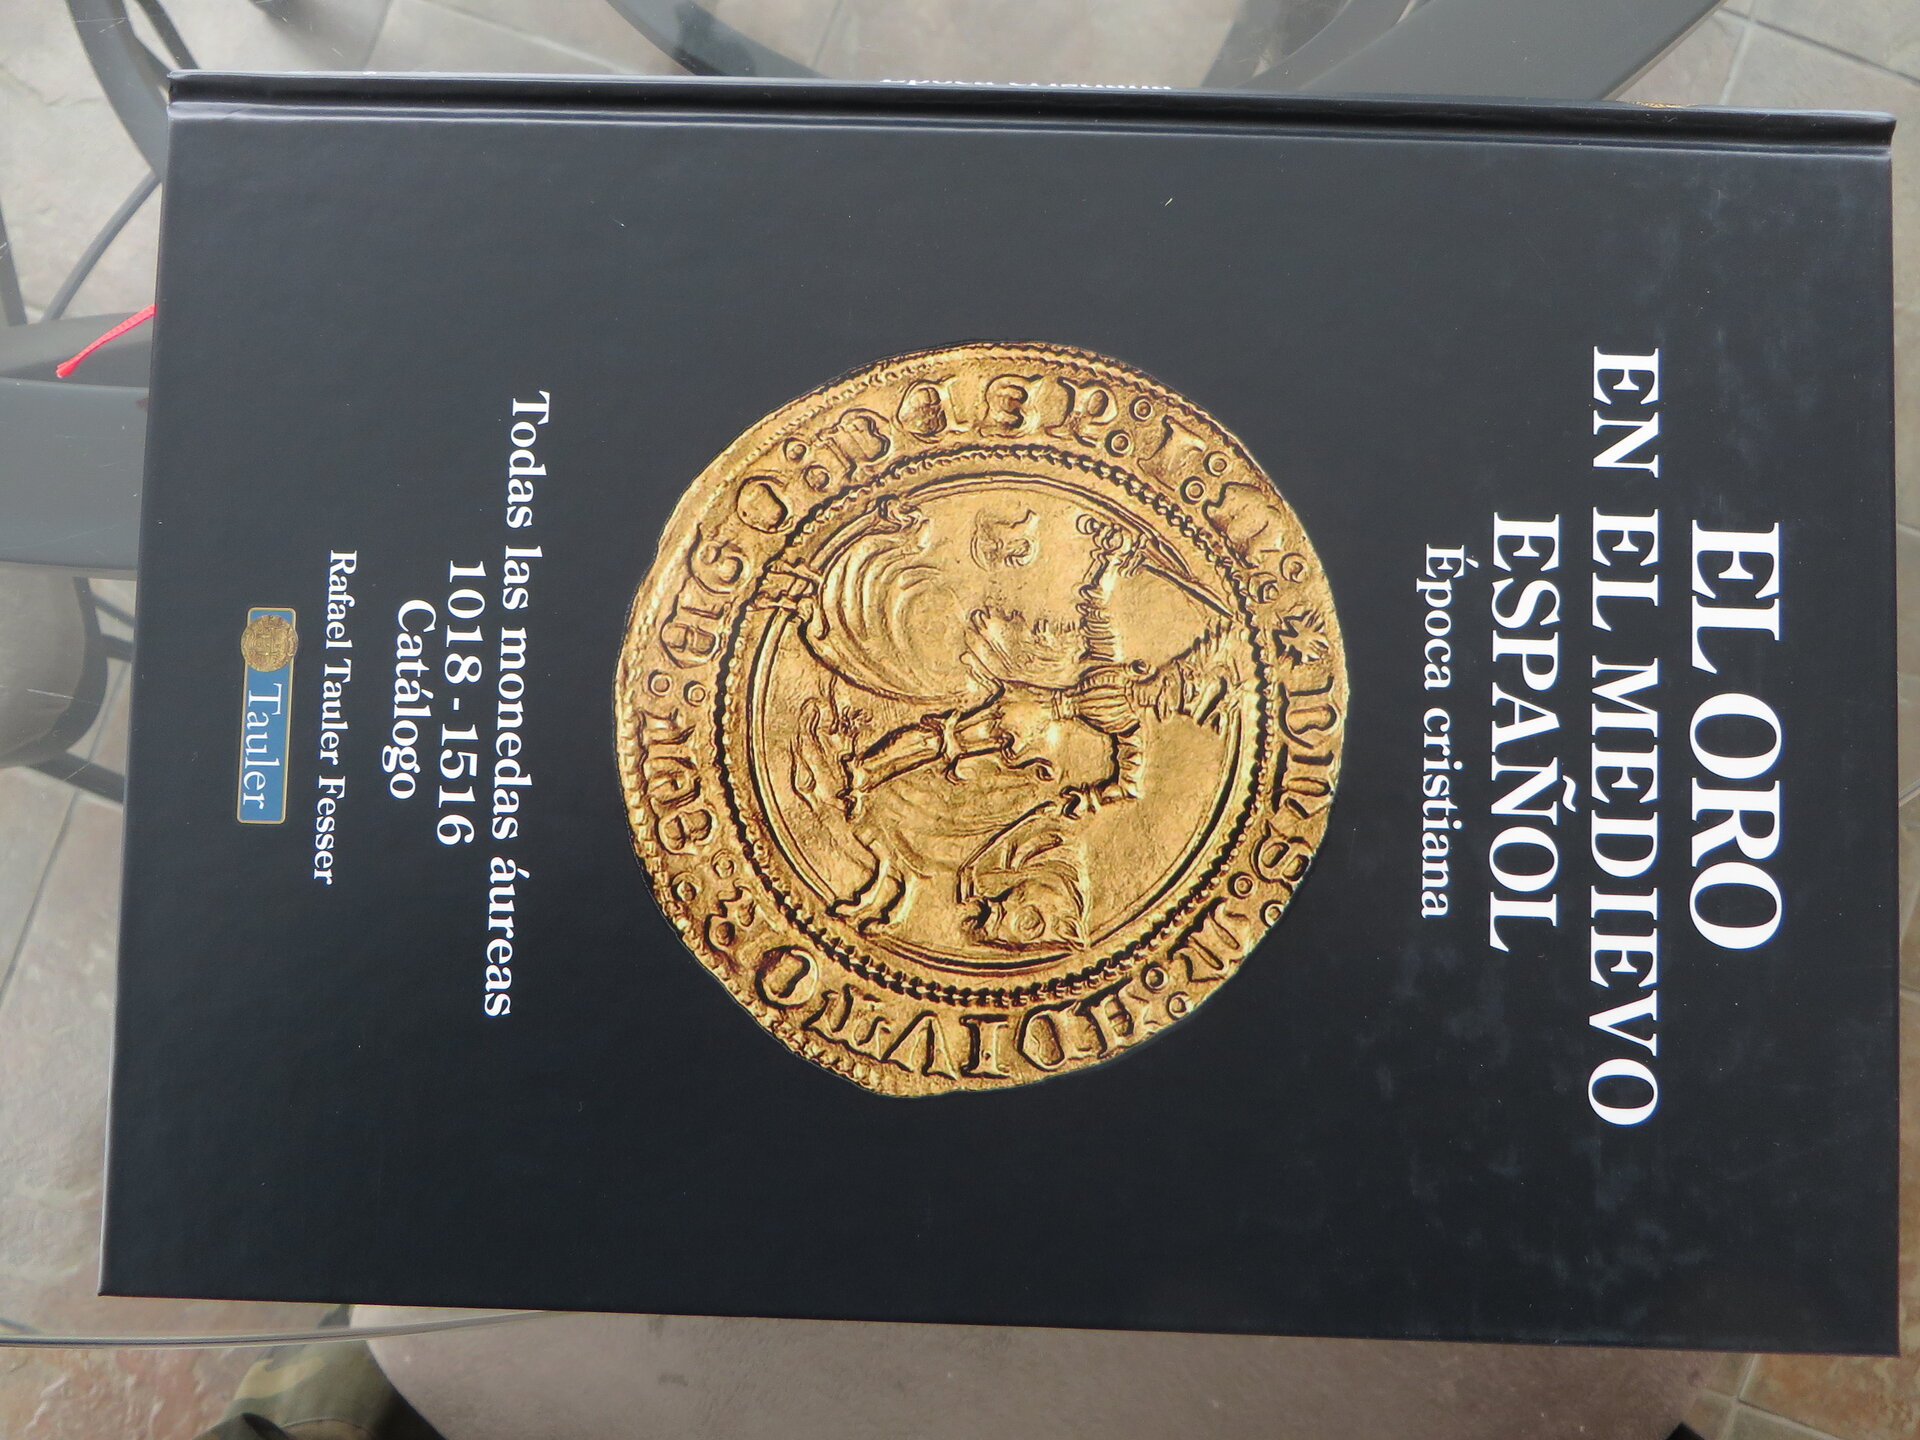 EL ORO
EN EL MEDIEVO
ESPAÑOL
Época cristiana
Todas las monedas áureas
1018-1516
Catálogo
Rafael Tauler Fesser
Tauler